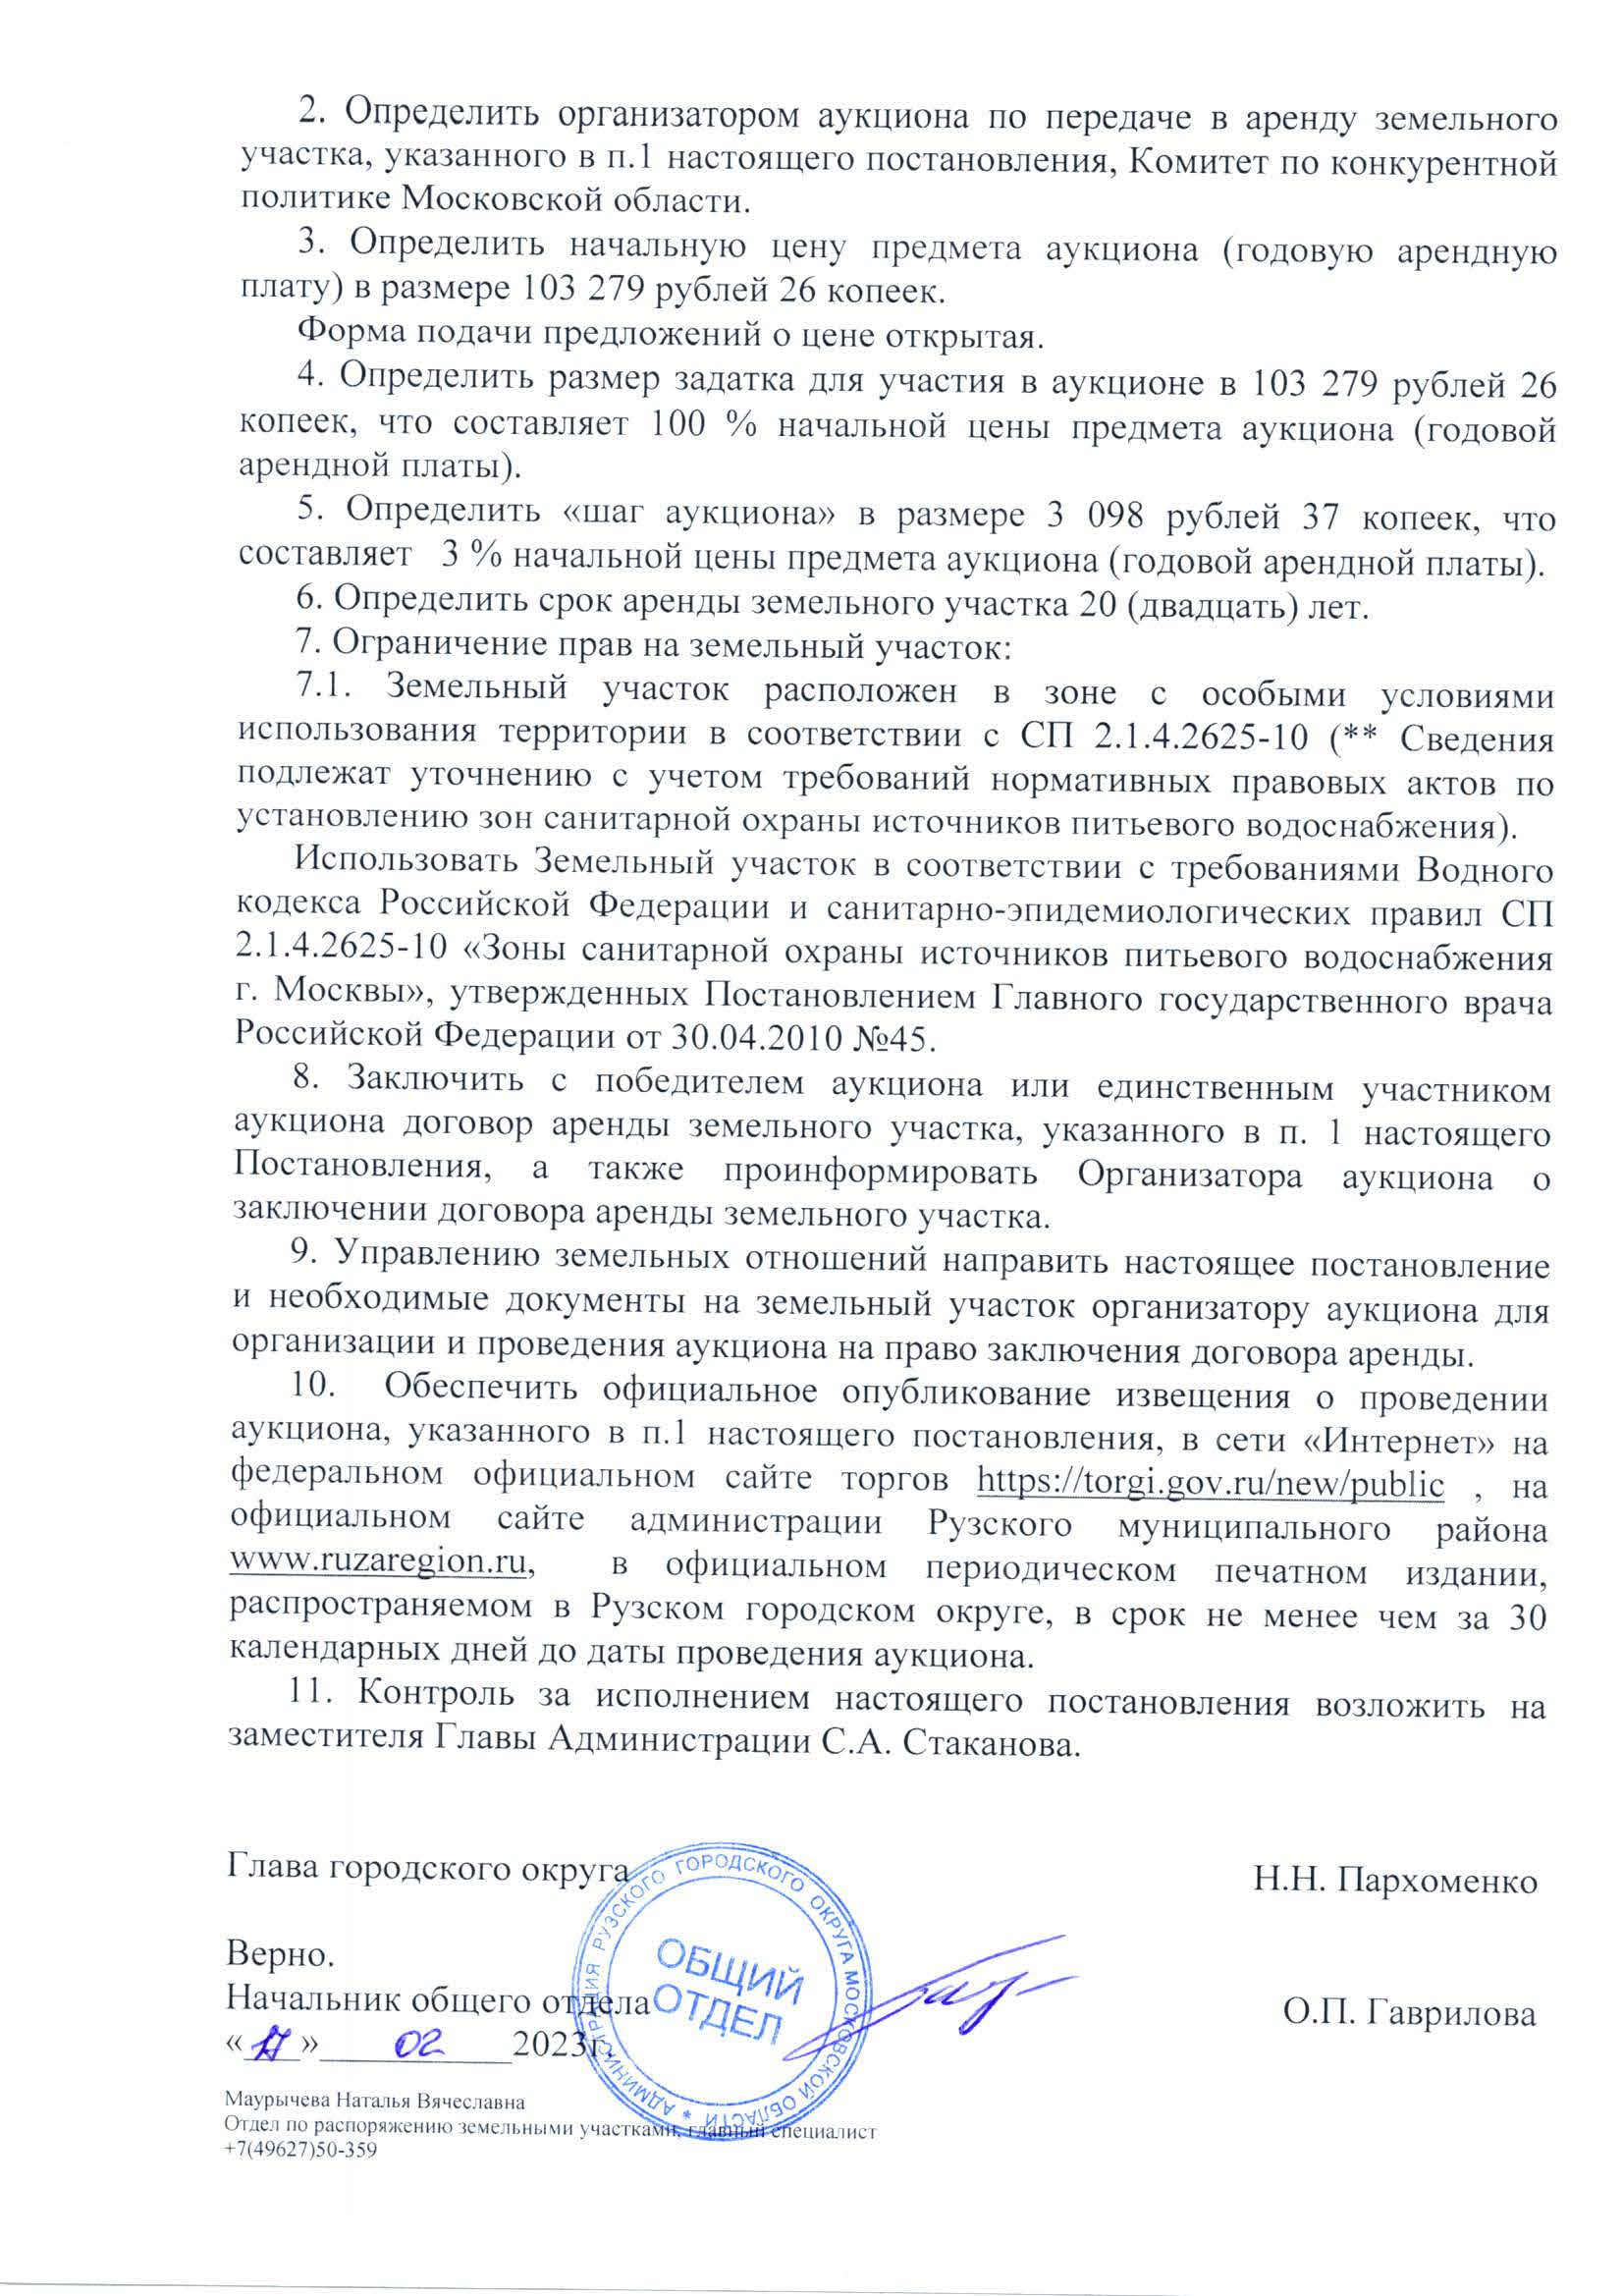 2. Определить организатором аукциона по передаче в аренду земельного
участка, указанного в п.1 настоящего постановления, Комитет по конкурентной
политике Московской области.
3. Определить начальную цену предмета аукциона (годовую арендную
плату) в размере 103 279 рублей 26 копеек.
Форма подачи предложений о цене открытая.
4. Определить размер задатка для участия в аукционе в 103 279 рублей 26
копеек, что составляет 100 % начальной цены предмета аукциона (годовой
арендной платы).
5. Определить «шаг аукциона» в размере 3 098 рублей 37 копеек, что
составляет 3 % начальной цены предмета аукциона (годовой арендной платы).
6. Определить срок аренды земельного участка 20 (двадцать) лет.
7. Ограничение прав на земельный участок:
7.1. Земельный участок расположен в зоне с особыми условиями
использования территории в соответствии с СП 2.1.4.2625-10 (** Сведения
подлежат уточнению с учетом требований нормативных правовых актов по
установлению зон санитарной охраны источников питьевого водоснабжения).
Использовать Земельный участок в соответствии с требованиями Водного
кодекса Российской Федерации и санитарно-эпидемиологических правил СП
2.1.4.2625-10 «Зоны санитарной охраны источников питьевого водоснабжения
г. Москвы», утвержденных Постановлением Главного государственного врача
Российской Федерации от 30.04.2010 №45.
8. Заключить с победителем аукциона или единственным участником
аукциона договор аренды земельного участка, указанного в п. 1 настоящего
Постановления, а также проинформировать Организатора аукциона о
заключении договора аренды земельного участка.
9. Управлению земельных отношений направить настоящее постановление
и необходимые документы на земельный участок организатору аукциона для
организации и проведения аукциона на право заключения договора аренды.
10. Обеспечить официальное опубликование извещения о проведении
аукциона, указанного в п.1 настоящего постановления, в сети «Интернет» на
федеральном официальном сайте торгов https://torgi.gov.ru/new/public , на
официальном сайте администрации Рузского муниципального района
www.ruzaregion.ru, в официальном периодическом печатном издании,
распространяемом в Рузском городском округе, в срок не менее чем за 30
календарных дней до даты проведения аукциона.
11. Контроль за исполнением настоящего постановления возложить на
заместителя Главы Администрации С.А. Стаканова.
Глава городского округа Н.Н. Пархоменко
АДМИНИСТРАЦИЯ РУЗСКОГО ГОРОДСКОГО ОКРУГА МОСКОВСКОЙ ОБЛАСТИ *
ОБЩИЙ
ОТДЕЛ
Верно.
Начальник общего отдела О.П. Гаврилова
«___» 02 2023г.
Маурычева Наталья Вячеславна
Отдел по распоряжению земельными участками, главный специалист
+7(49627)50-359